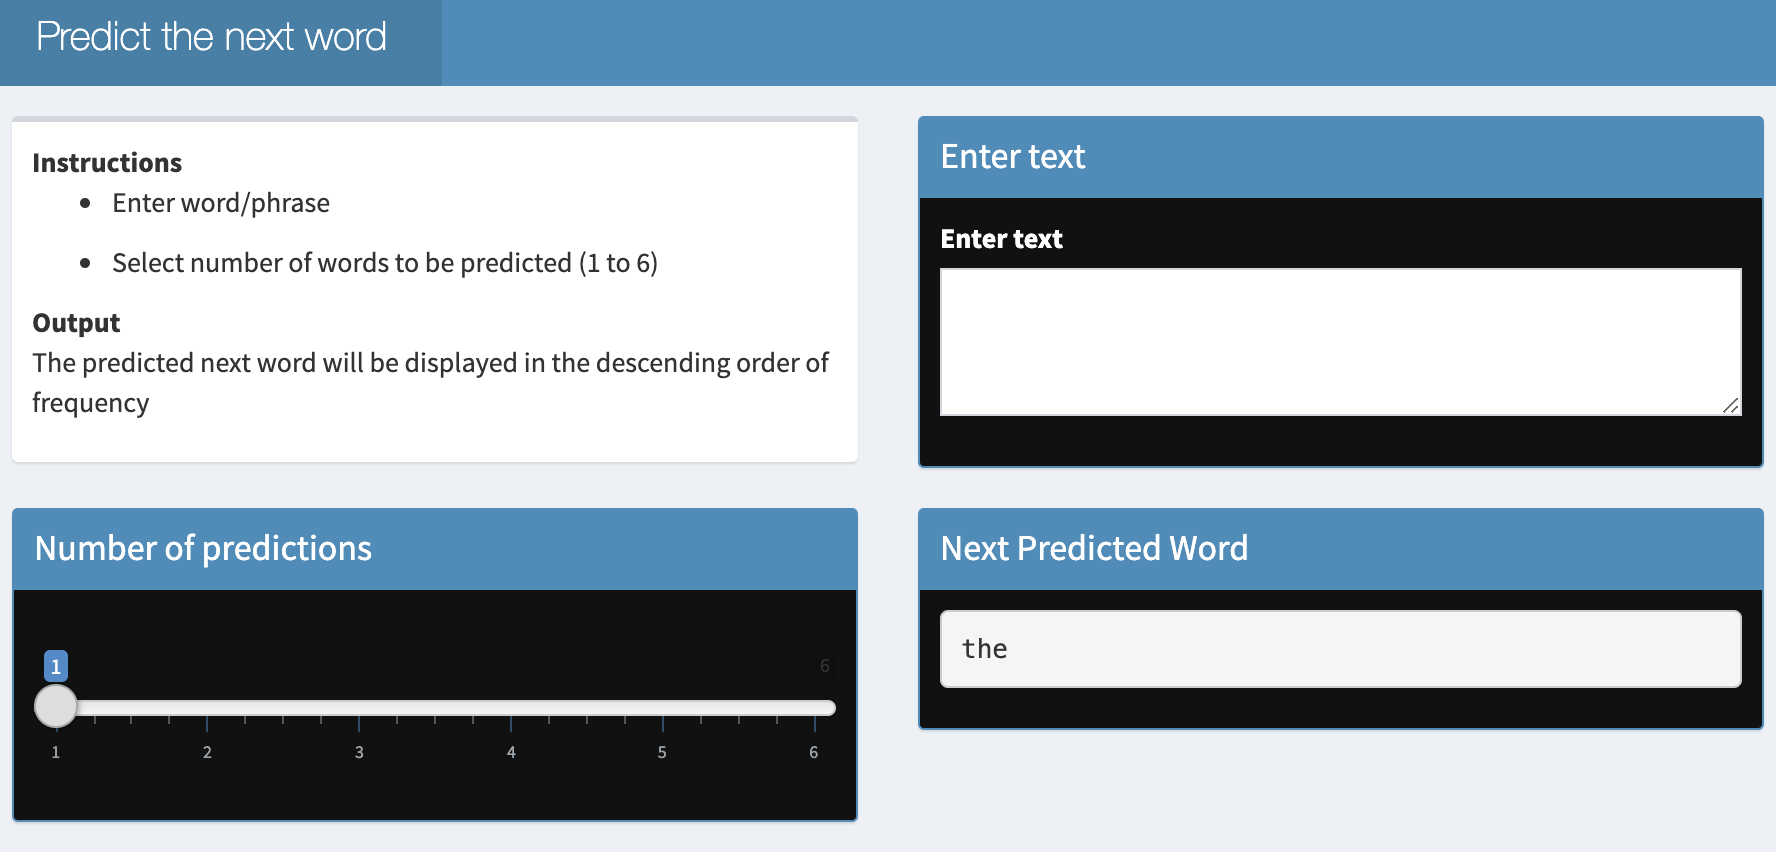 Predict the next word
Instructions
Enter word/phrase
Select number of words to be predicted (1 to 6)
Output
The predicted next word will be displayed in the descending order of
frequency
Enter text
Enter text
Number of predictions
1 6
1 2 3 4 5 6
Next Predicted Word
the